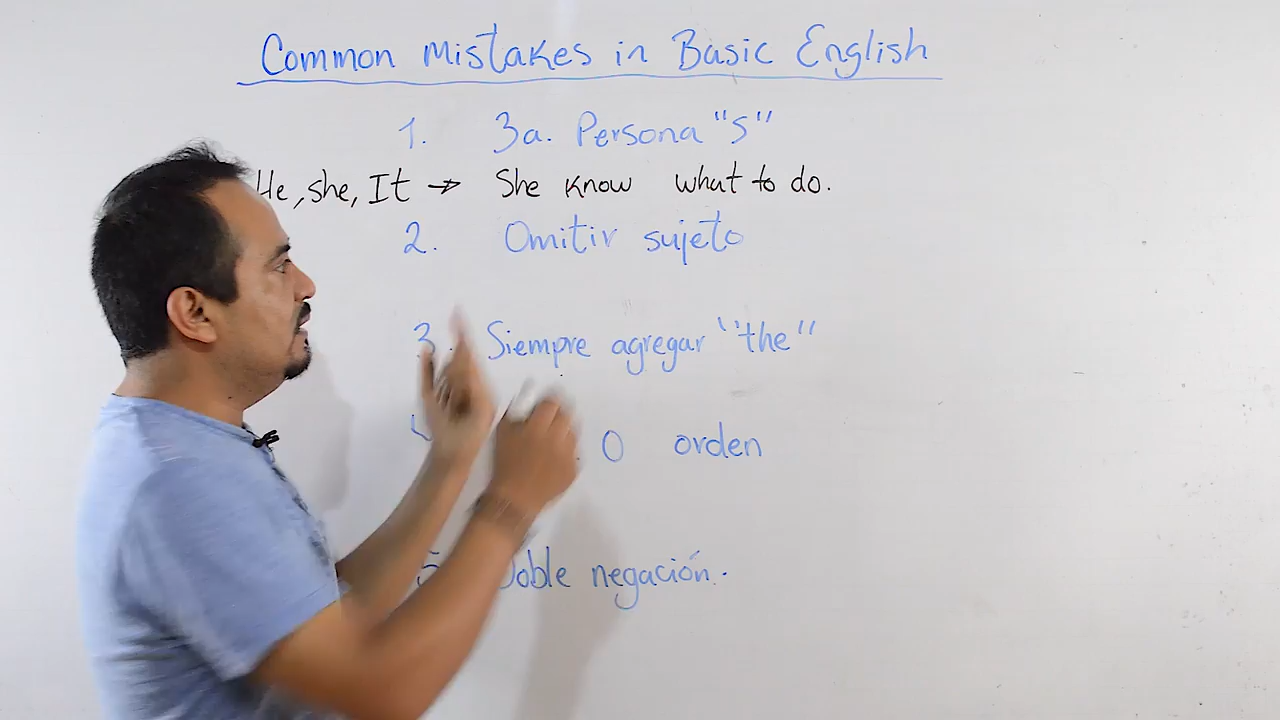 Common Mistakes in Basic English
1. 3a. Persona "S"
He, she, It → She know what to do.
2. Omitir sujeto
3. Siempre agregar "the"
O orden
Doble negación.